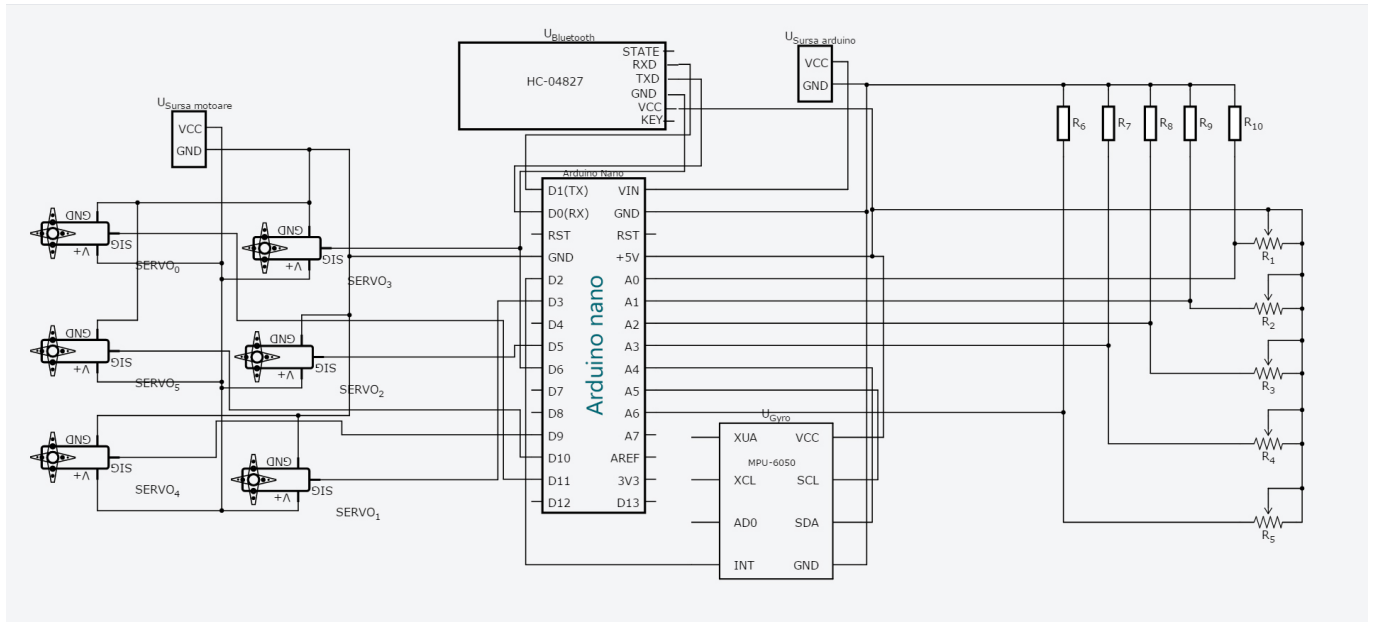 U Bluetooth
STATE
RXD
TXD
GND
VCC
KEY
HC-04827
U Sursa arduino
VCC
GND
U Sursa motoare
VCC
GND
R6
R7
R8
R9
R10
Arduino Nano
D1(TX)
D0(RX)
RST
GND
D2
D3
D4
D5
D6
D7
D8
D9
D10
D11
D12
Arduino nano
VIN
GND
RST
+5V
A0
A1
A2
A3
A4
A5
A6
A7
AREF
3V3
D13
GND
SIG
V+
SERVO0
GND
SIG
V+
SERVO3
GND
SIG
V+
SERVO5
GND
SIG
V+
SERVO2
GND
SIG
V+
SERVO4
GND
SIG
V+
SERVO1
U Gyro
XUA
XCL
AD0
INT
MPU-6050
VCC
SCL
SDA
GND
R1
R2
R3
R4
R5